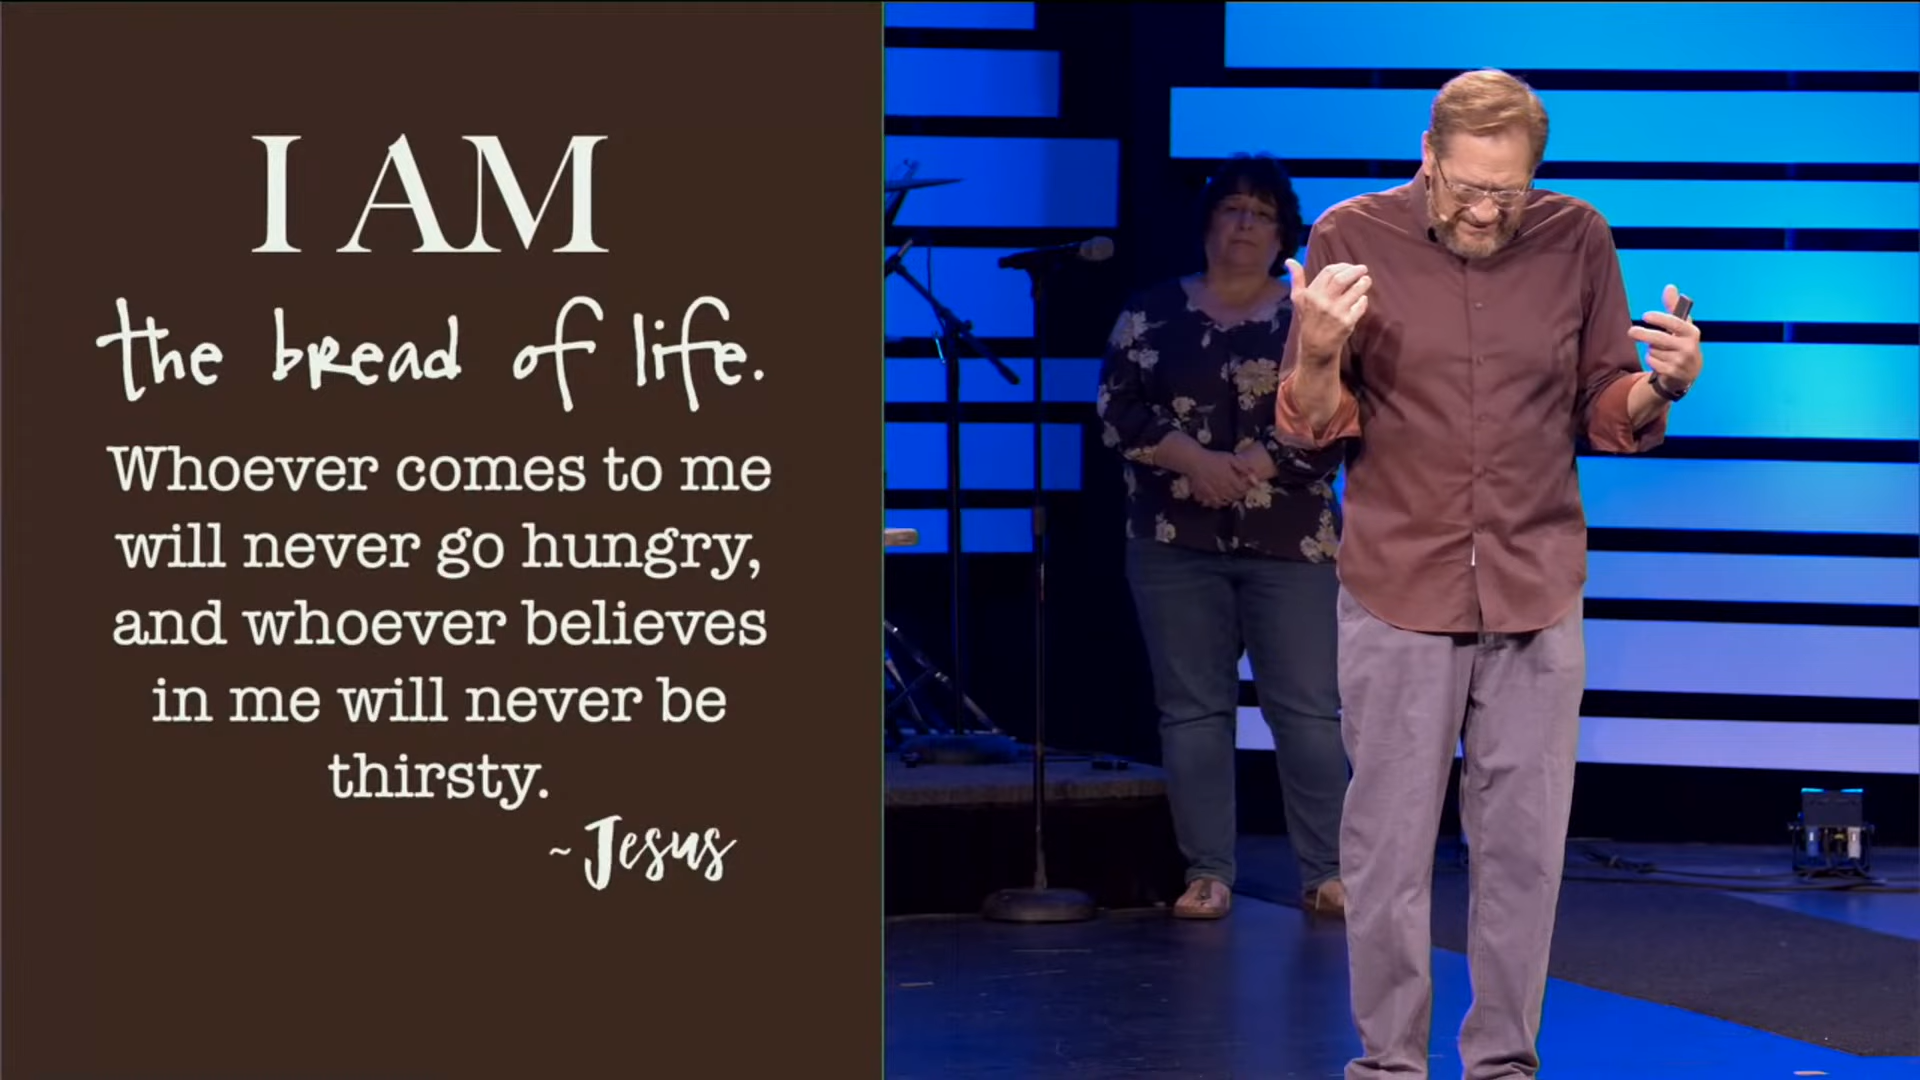 I AM
the bread of life.
Whoever comes to me
will never go hungry,
and whoever believes
in me will never be
thirsty.
~Jesus